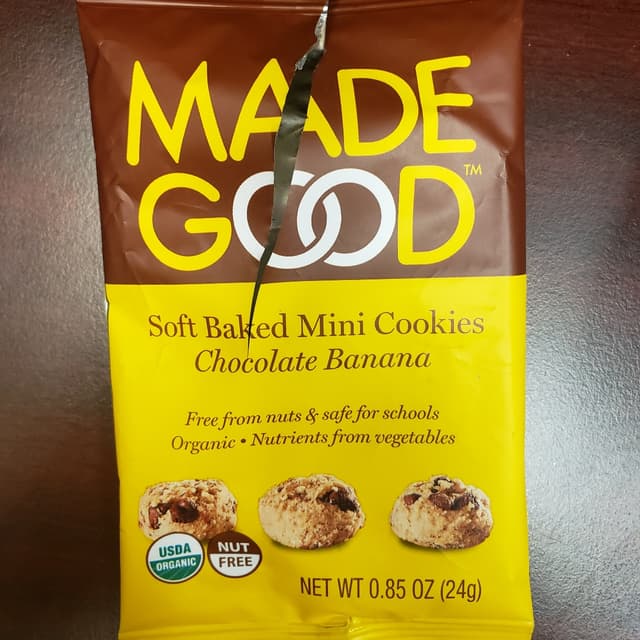 MADE
GOOD™
Soft Baked Mini Cookies
Chocolate Banana
Free from nuts & safe for schools
Organic • Nutrients from vegetables
USDA
ORGANIC
NUT
FREE
NET WT 0.85 OZ (24g)